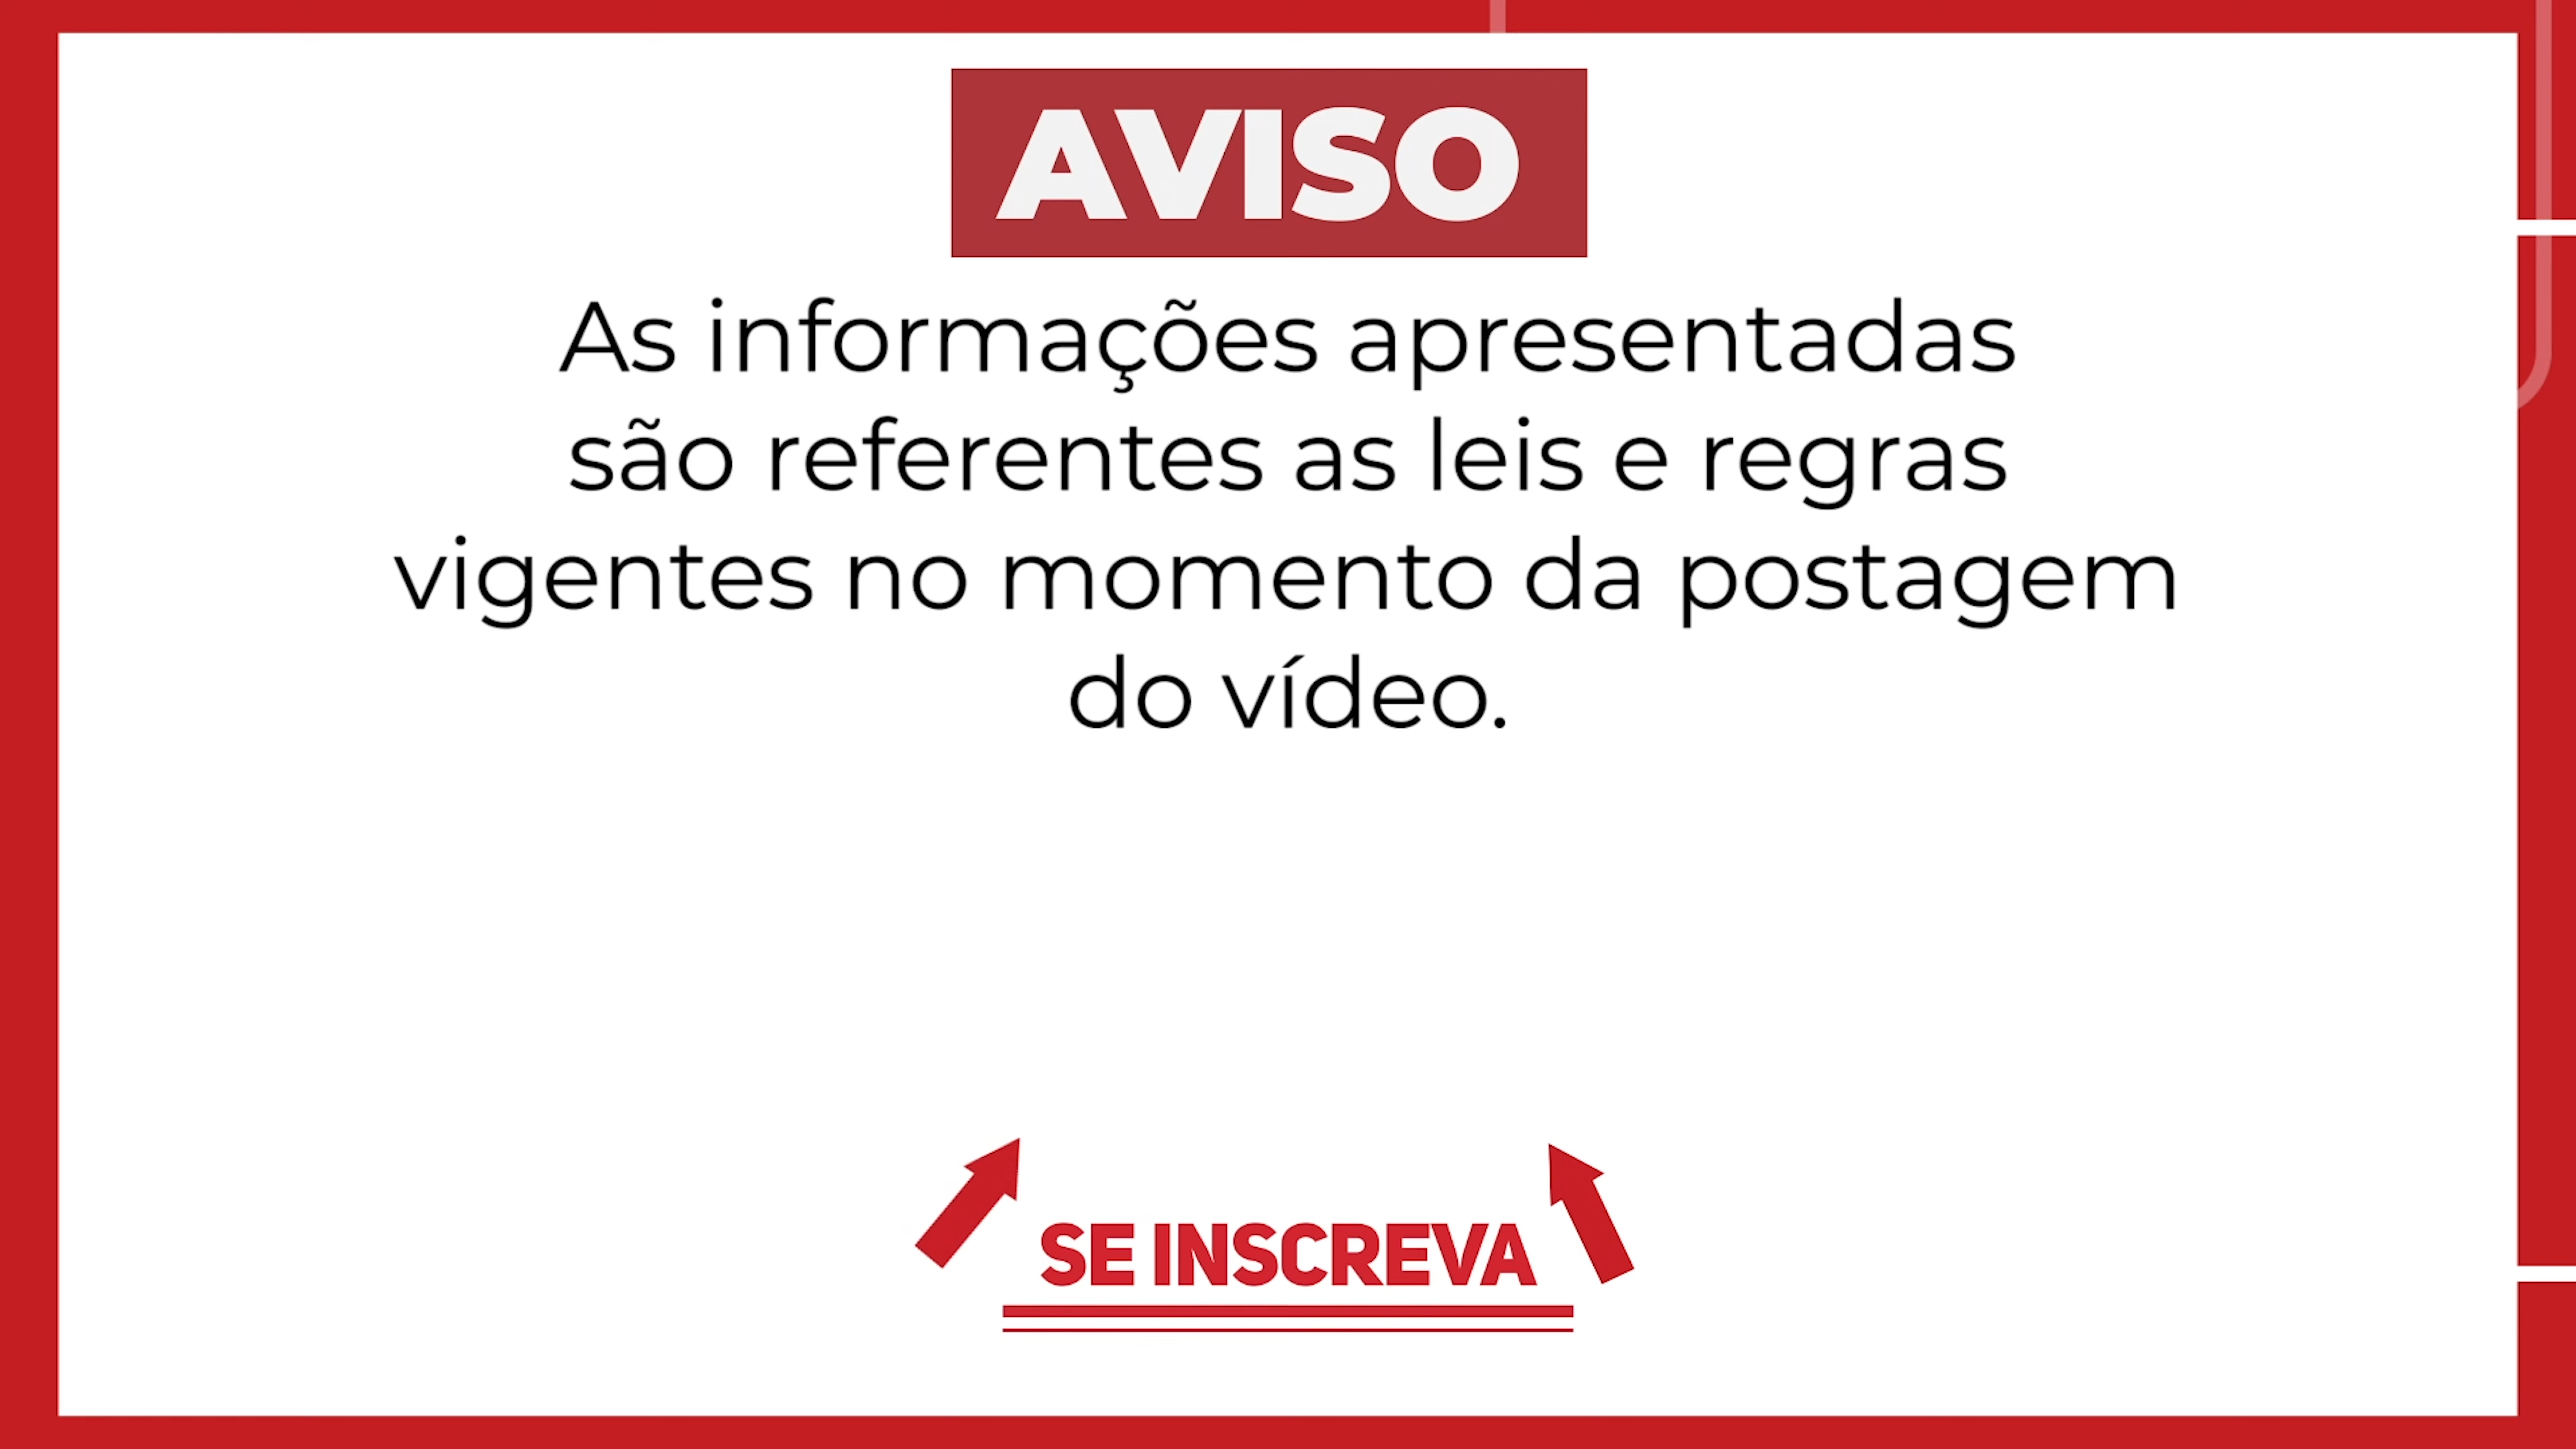 AVISO
As informações apresentadas
são referentes as leis e regras
vigentes no momento da postagem
do vídeo.
SE INSCREVA